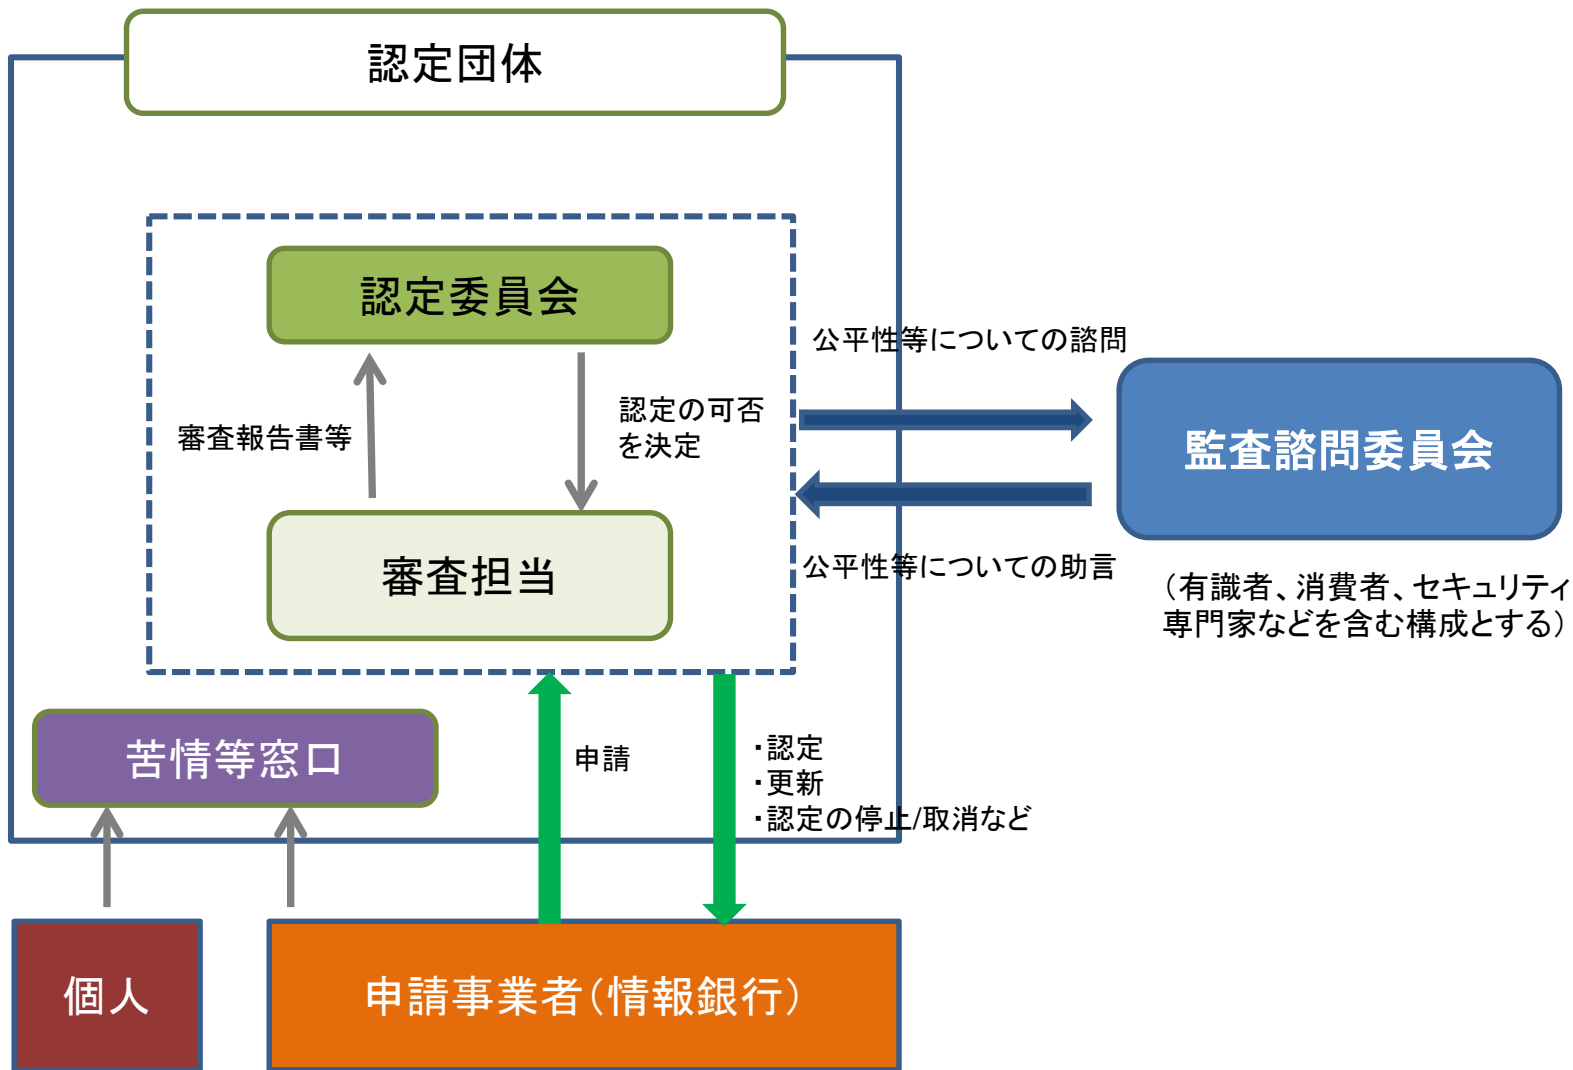 認定団体
認定委員会
公平性等についての諮問
審査報告書等
認定の可否
を決定
監査諮問委員会
審査担当
公平性等についての助言
（有識者、消費者、セキュリティ
専門家などを含む構成とする）
苦情等窓口
申請
・認定
・更新
・認定の停止/取消など
個人
申請事業者（情報銀行）